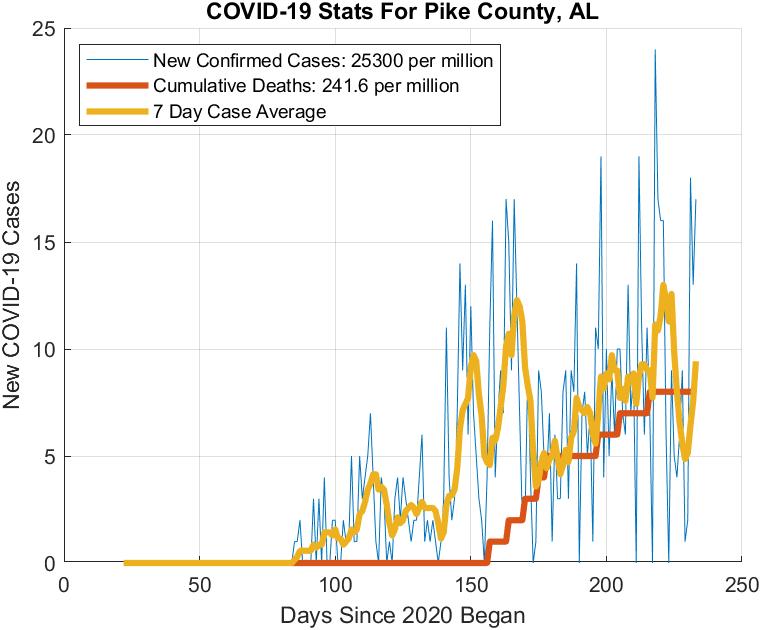 COVID-19 Stats For Pike County, AL
25
New Confirmed Cases: 25300 per million
Cumulative Deaths: 241.6 per million
7 Day Case Average
20
15
10
5
0
New COVID-19 Cases
0 50 100 150 200 250
Days Since 2020 Began